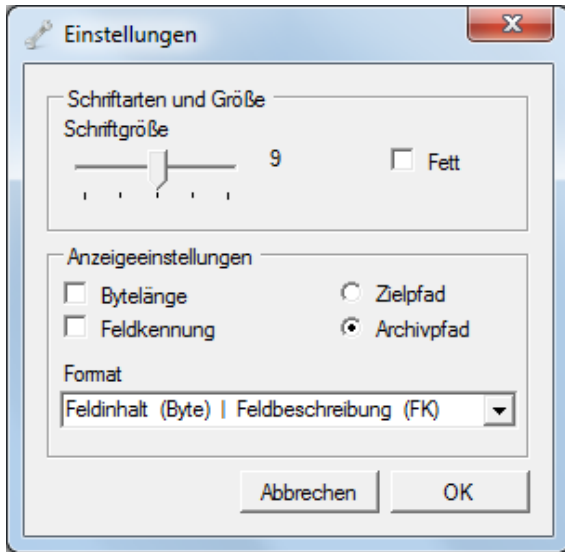 Einstellungen
Schriftarten und Größe
Schriftgröße
9
Fett
Anzeigeeinstellungen
Bytelänge
Zielpfad
Feldkennung
Archivpfad
Format
Feldinhalt (Byte) | Feldbeschreibung (FK)
Abbrechen
OK